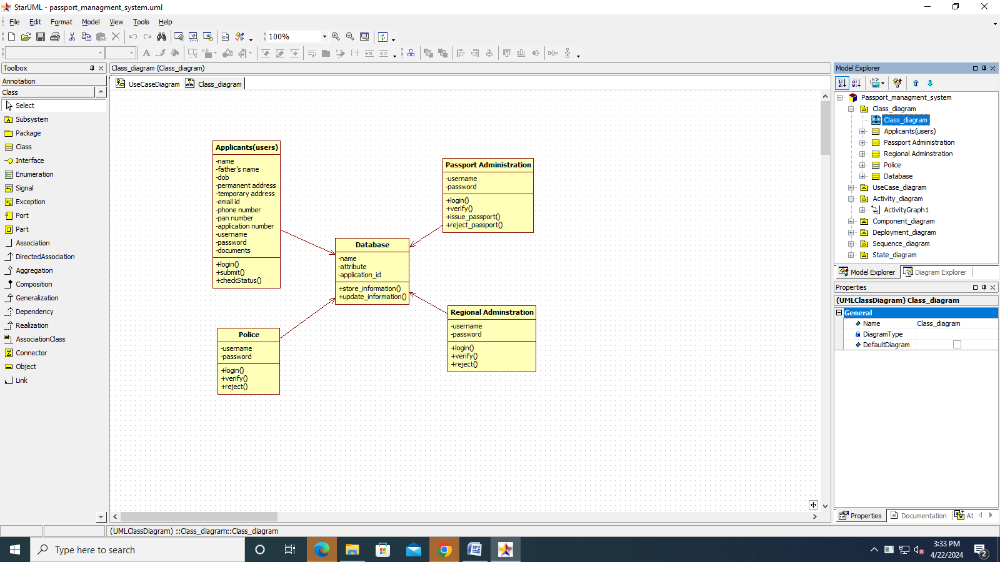 StarUML - passport_managment_system.uml
File Edit Format Model View Tools Help
100%
Toolbox
Annotation
Class
Select
Subsystem
Package
Class
Interface
Enumeration
Signal
Exception
Port
Part
Association
DirectedAssociation
Aggregation
Composition
Generalization
Dependency
Realization
AssociationClass
Connector
Object
Link
Class_diagram (Class_diagram)
UseCaseDiagram Class_diagram
Applicants(users)
-name
-father's name
-dob
-permanent address
-temporary address
-email id
-phone number
-pan number
-application number
-username
-password
-documents
+login()
+submit()
+checkStatus()
Passport Administration
-username
-password
+login()
+verify()
+issue_passport()
+reject_passport()
Database
-name
-attribute
-application_id
+store_information()
+update_information()
Police
-username
-password
+login()
+verify()
+reject()
Regional Adminstration
-username
-password
+login()
+verify()
+reject()
Model Explorer
Passport_managment_system
Class_diagram
Class_diagram
Applicants(users)
Passport Administration
Regional Adminstration
Police
Database
UseCase_diagram
Activity_diagram
ActivityGraph1
Component_diagram
Deployment_diagram
Sequence_diagram
State_diagram
Model Explorer Diagram Explorer
Properties
(UMLClassDiagram) Class_diagram
General
Name Class_diagram
DiagramType
DefaultDiagram
Properties Documentation At
(UMLClassDiagram) ::Class_diagram::Class_diagram
Type here to search
3:33 PM
4/22/2024
2